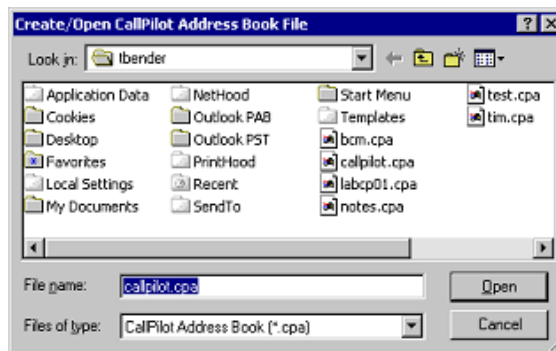 Create/Open CallPilot Address Book File
Look in: tbender
Application Data
Cookies
Desktop
Favorites
Local Settings
My Documents
NetHood
Outlook PAB
Outlook PST
PrintHood
Recent
SendTo
Start Menu
Templates
bcm.cpa
callpilot.cpa
labcp01.cpa
notes.cpa
test.cpa
tim.cpa
File name: callpilot.cpa
Open
Files of type: CallPilot Address Book (*.cpa)
Cancel